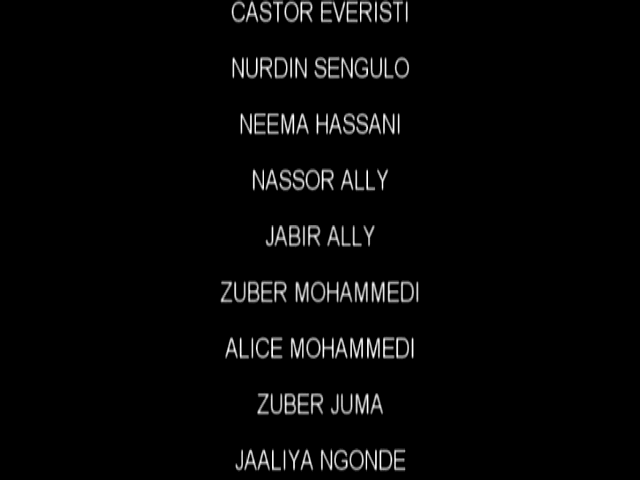 CASTOR EVERISTI
NURDIN SENGULO
NEEMA HASSANI
NASSOR ALLY
JABIR ALLY
ZUBER MOHAMMEDI
ALICE MOHAMMEDI
ZUBER JUMA
JAALIYA NGONDE